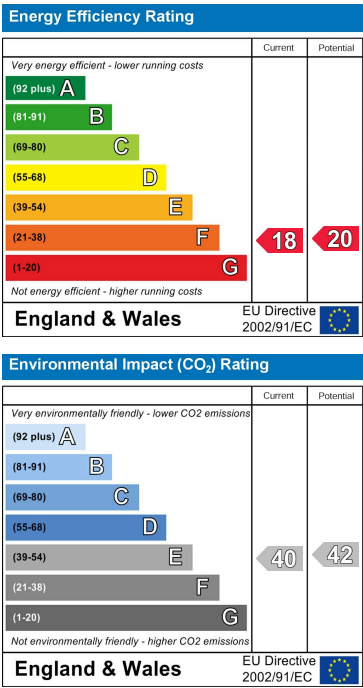 Energy Efficiency Rating
Current Potential
Very energy efficient - lower running costs
(92 plus) A
(81-91) B
(69-80) C
(55-68) D
(39-54) E
(21-38) F
18 20
(1-20) G
Not energy efficient - higher running costs
England & Wales
EU Directive
2002/91/EC
Environmental Impact (CO₂) Rating
Current Potential
Very environmentally friendly - lower CO2 emissions
(92 plus) A
(81-91) B
(69-80) C
(55-68) D
(39-54) E
40 42
(21-38) F
(1-20) G
Not environmentally friendly - higher CO2 emissions
England & Wales
EU Directive
2002/91/EC